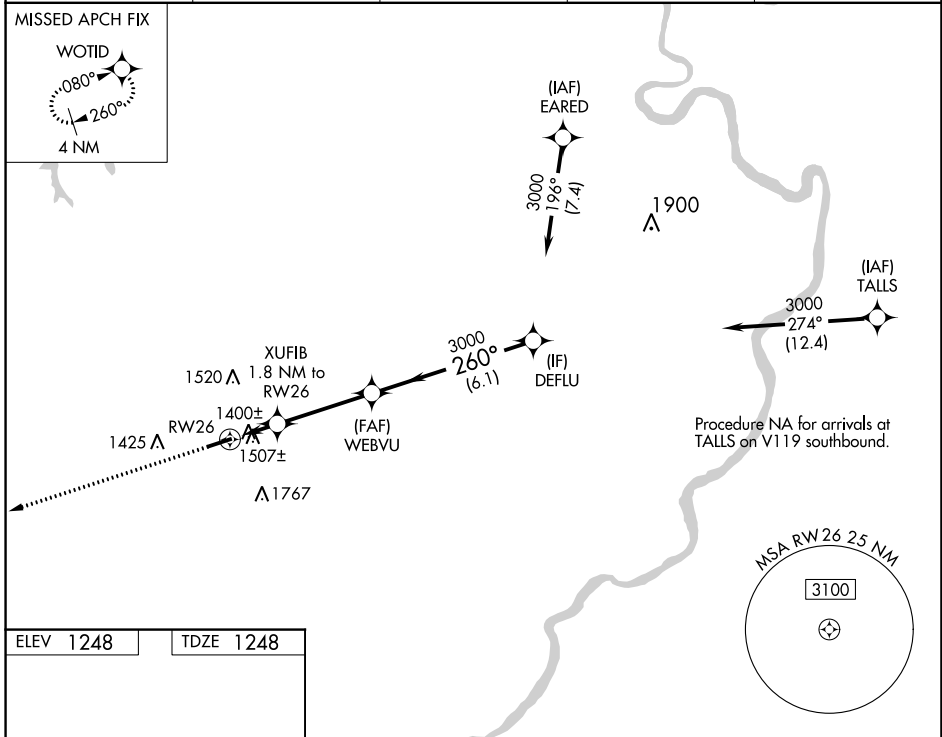 MISSED APCH FIX
WOTID
080°
260°
4 NM
(IAF)
EARED
3000
196°
(7.4)
1900
(IAF)
TALLS
3000
274°
(12.4)
3000
260°
(6.1)
(IF)
DEFLU
XUFIB
1.8 NM to
RW26
1520
1400±
RW26
1425
1507±
(FAF)
WEBVU
1767
Procedure NA for arrivals at
TALLS on V119 southbound.
MSA RW26 25 NM
3100
ELEV 1248
TDZE 1248